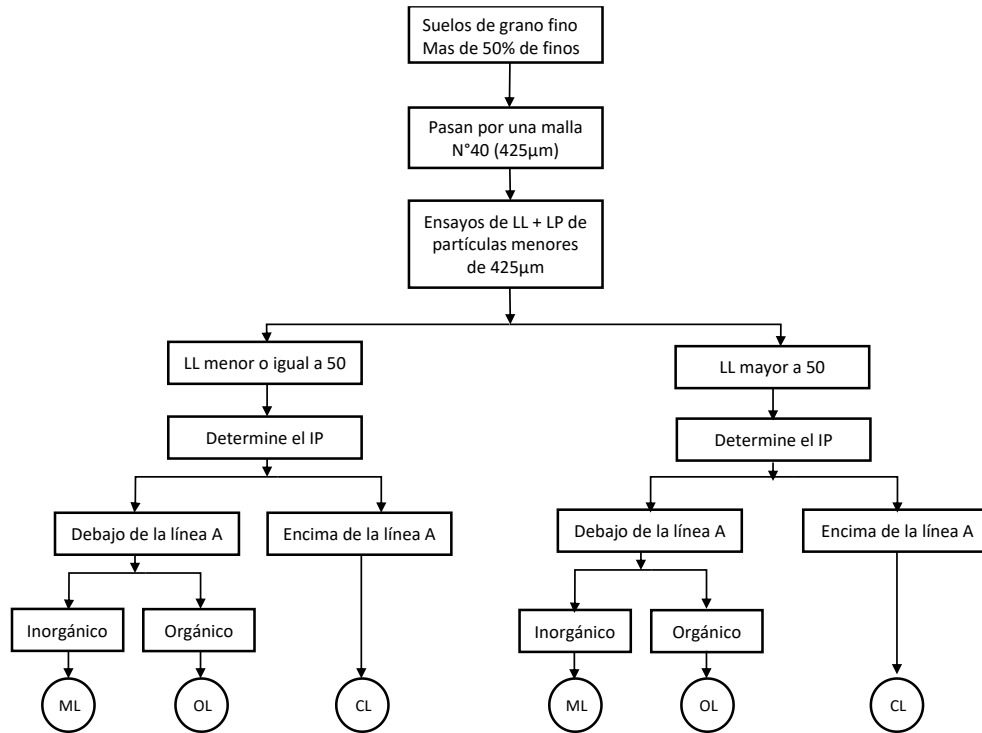 Suelos de grano fino
Mas de 50% de finos
Pasan por una malla
N°40 (425µm)
Ensayos de LL + LP de
partículas menores
de 425µm
LL menor o igual a 50
LL mayor a 50
Determine el IP
Determine el IP
Debajo de la línea A
Encima de la línea A
Debajo de la línea A
Encima de la línea A
Inorgánico
Orgánico
Inorgánico
Orgánico
ML
OL
CL
ML
OL
CL